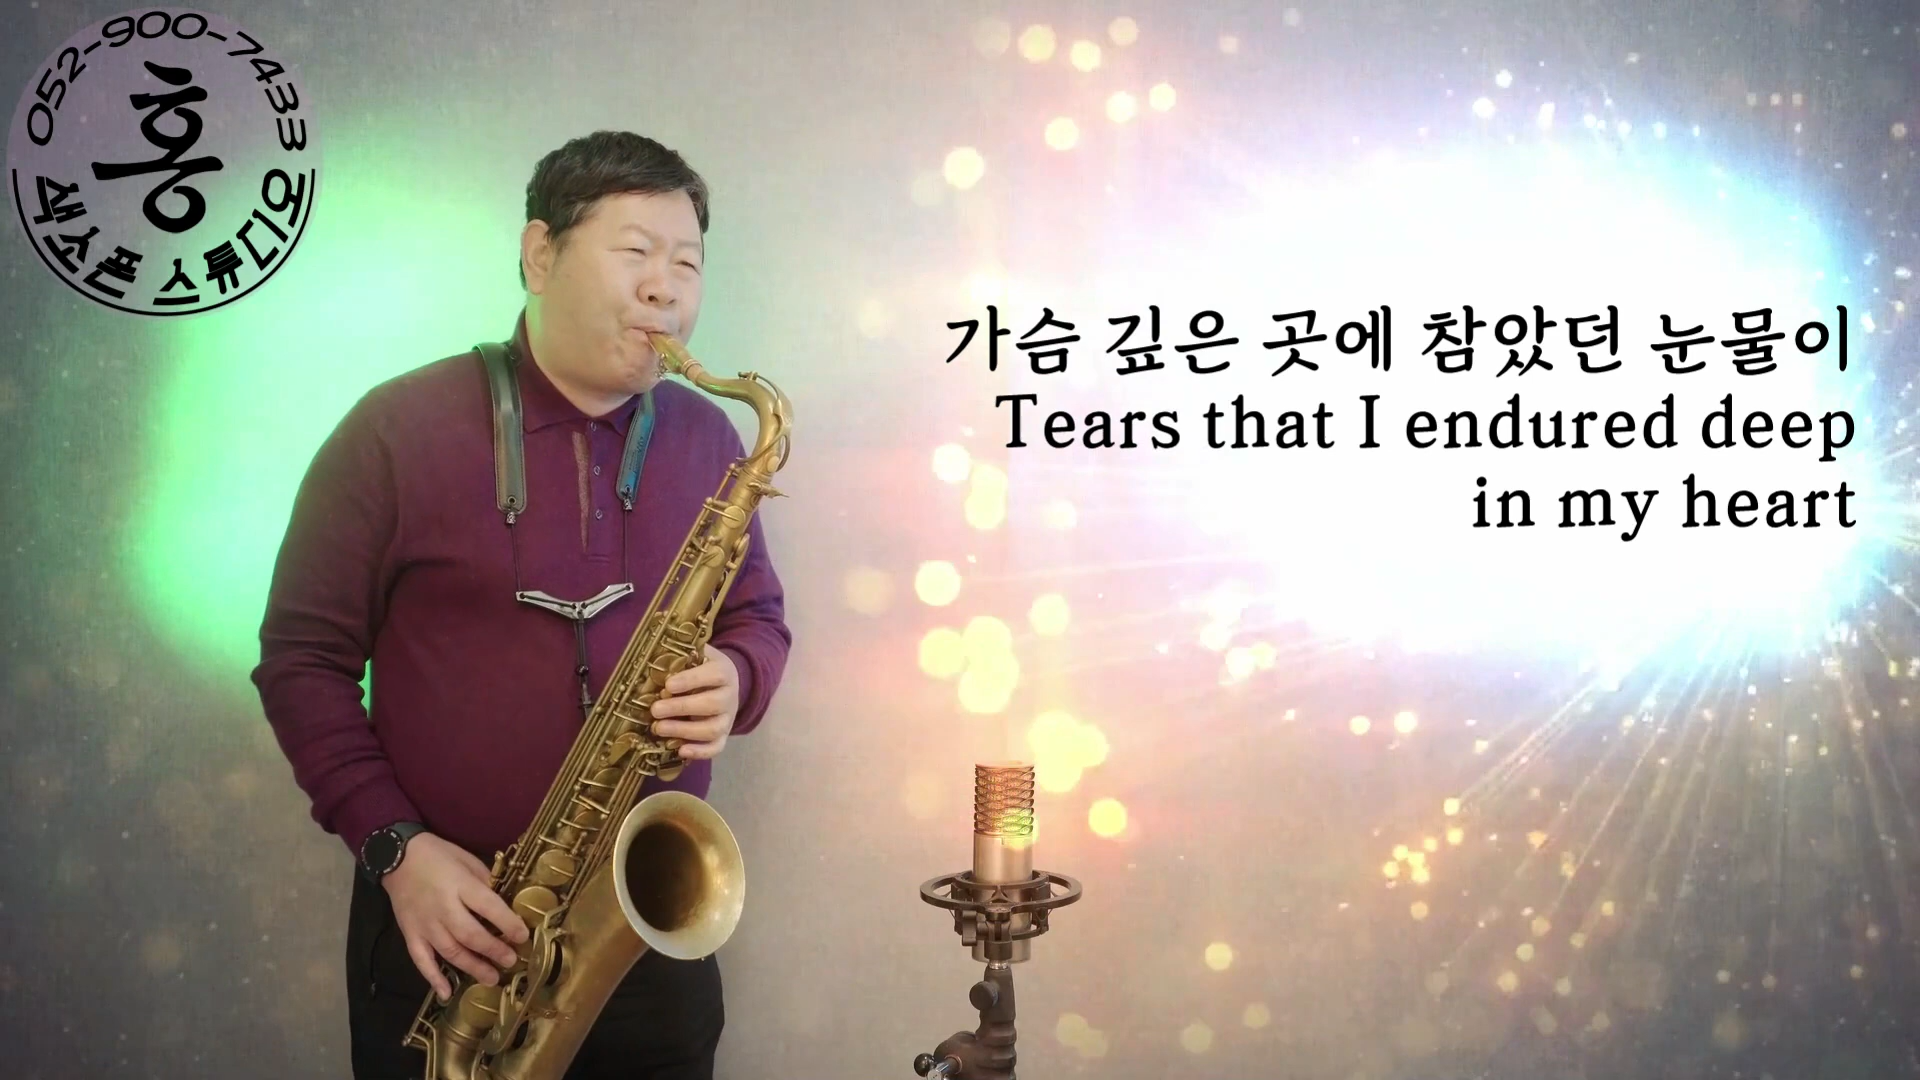 052-900-7433
홍
색소폰 스튜디오
가슴 깊은 곳에 참았던 눈물이
Tears that I endured deep
in my heart